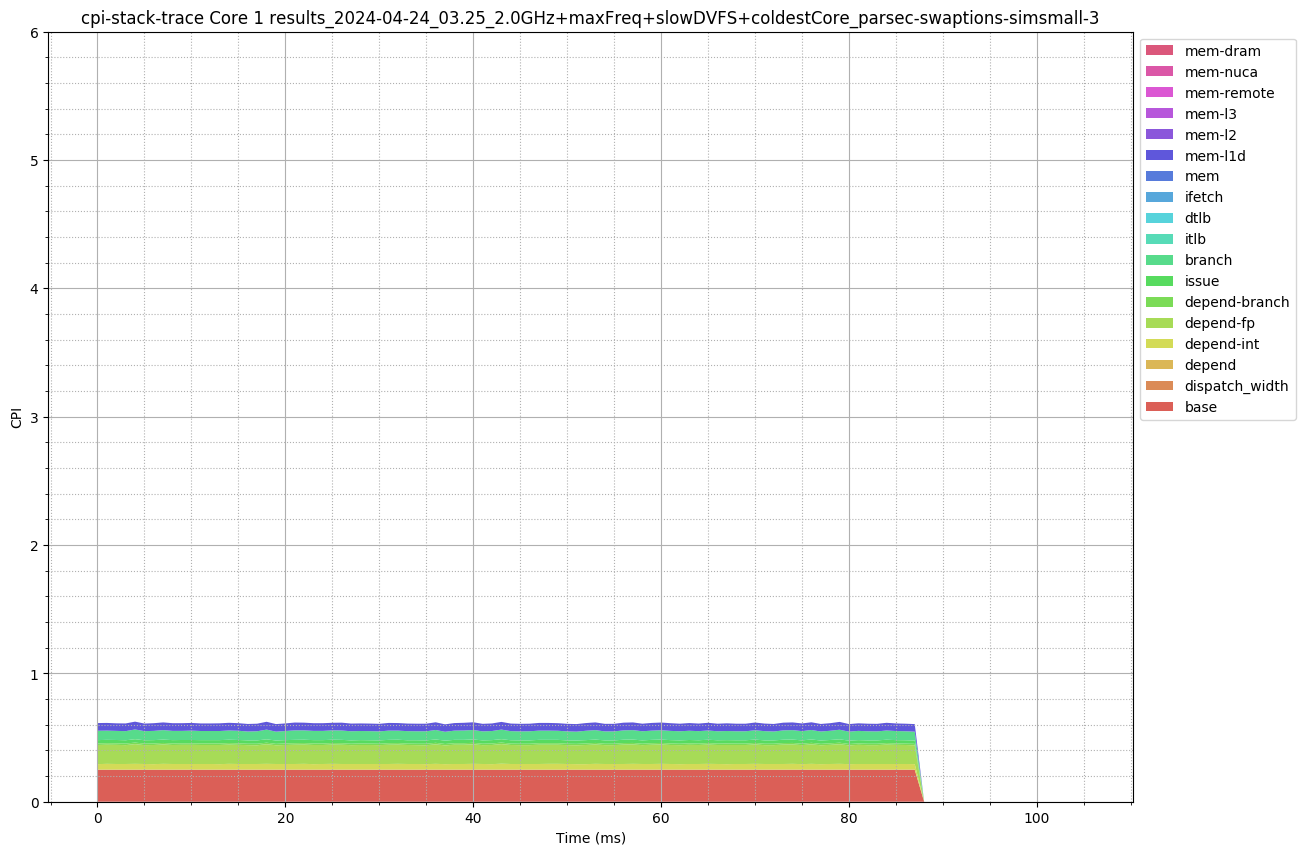 cpi-stack-trace Core 1 results_2024-04-24_03.25_2.0GHz+maxFreq+slowDVFS+coldestCore_parsec-swaptions-simsmall-3
6
5
4
3
2
1
0
CPI
0 20 40 60 80 100
Time (ms)
mem-dram
mem-nuca
mem-remote
mem-l3
mem-l2
mem-l1d
mem
ifetch
dtlb
itlb
branch
issue
depend-branch
depend-fp
depend-int
depend
dispatch_width
base